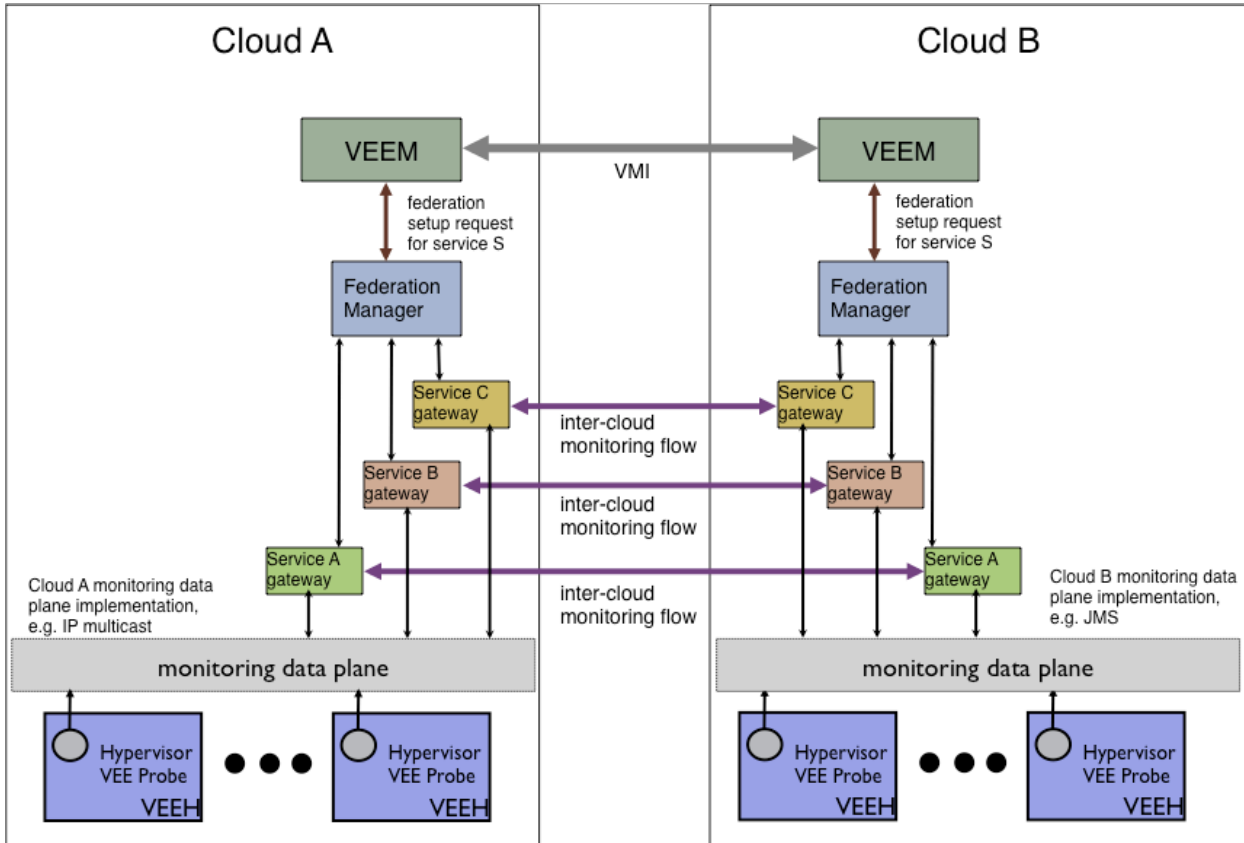 Cloud A
Cloud B
VEEM
VEEM
VMI
federation
setup request
for service S
federation
setup request
for service S
Federation
Manager
Federation
Manager
Service C
gateway
Service C
gateway
inter-cloud
monitoring flow
Service B
gateway
Service B
gateway
inter-cloud
monitoring flow
Service A
gateway
Service A
gateway
inter-cloud
monitoring flow
Cloud A monitoring data
plane implementation,
e.g. IP multicast
Cloud B monitoring data
plane implementation,
e.g. JMS
monitoring data plane
monitoring data plane
Hypervisor
VEE Probe
VEEH
Hypervisor
VEE Probe
VEEH
Hypervisor
VEE Probe
VEEH
Hypervisor
VEE Probe
VEEH